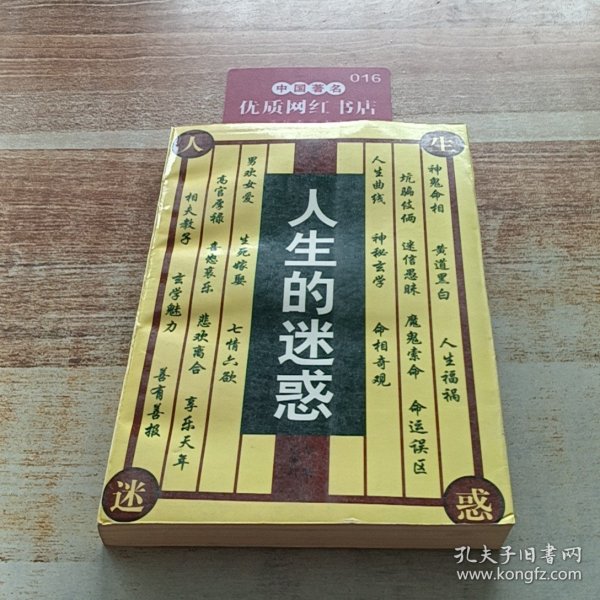 016
中国著名
优质网红书店
人
生
迷
惑
人生的迷惑
神鬼命相 黄道黑白 人生福祸
坑骗伎俩 迷信愚昧 魔鬼索命 命运误区
人生曲线 神秘玄学 命相奇观
男欢女爱 生死嫁娶 七情六欲
高官厚禄 喜怒哀乐 悲欢离合 享乐天年
相夫教子 玄学魅力 善有善报
孔夫子旧书网
www.kongfz.com